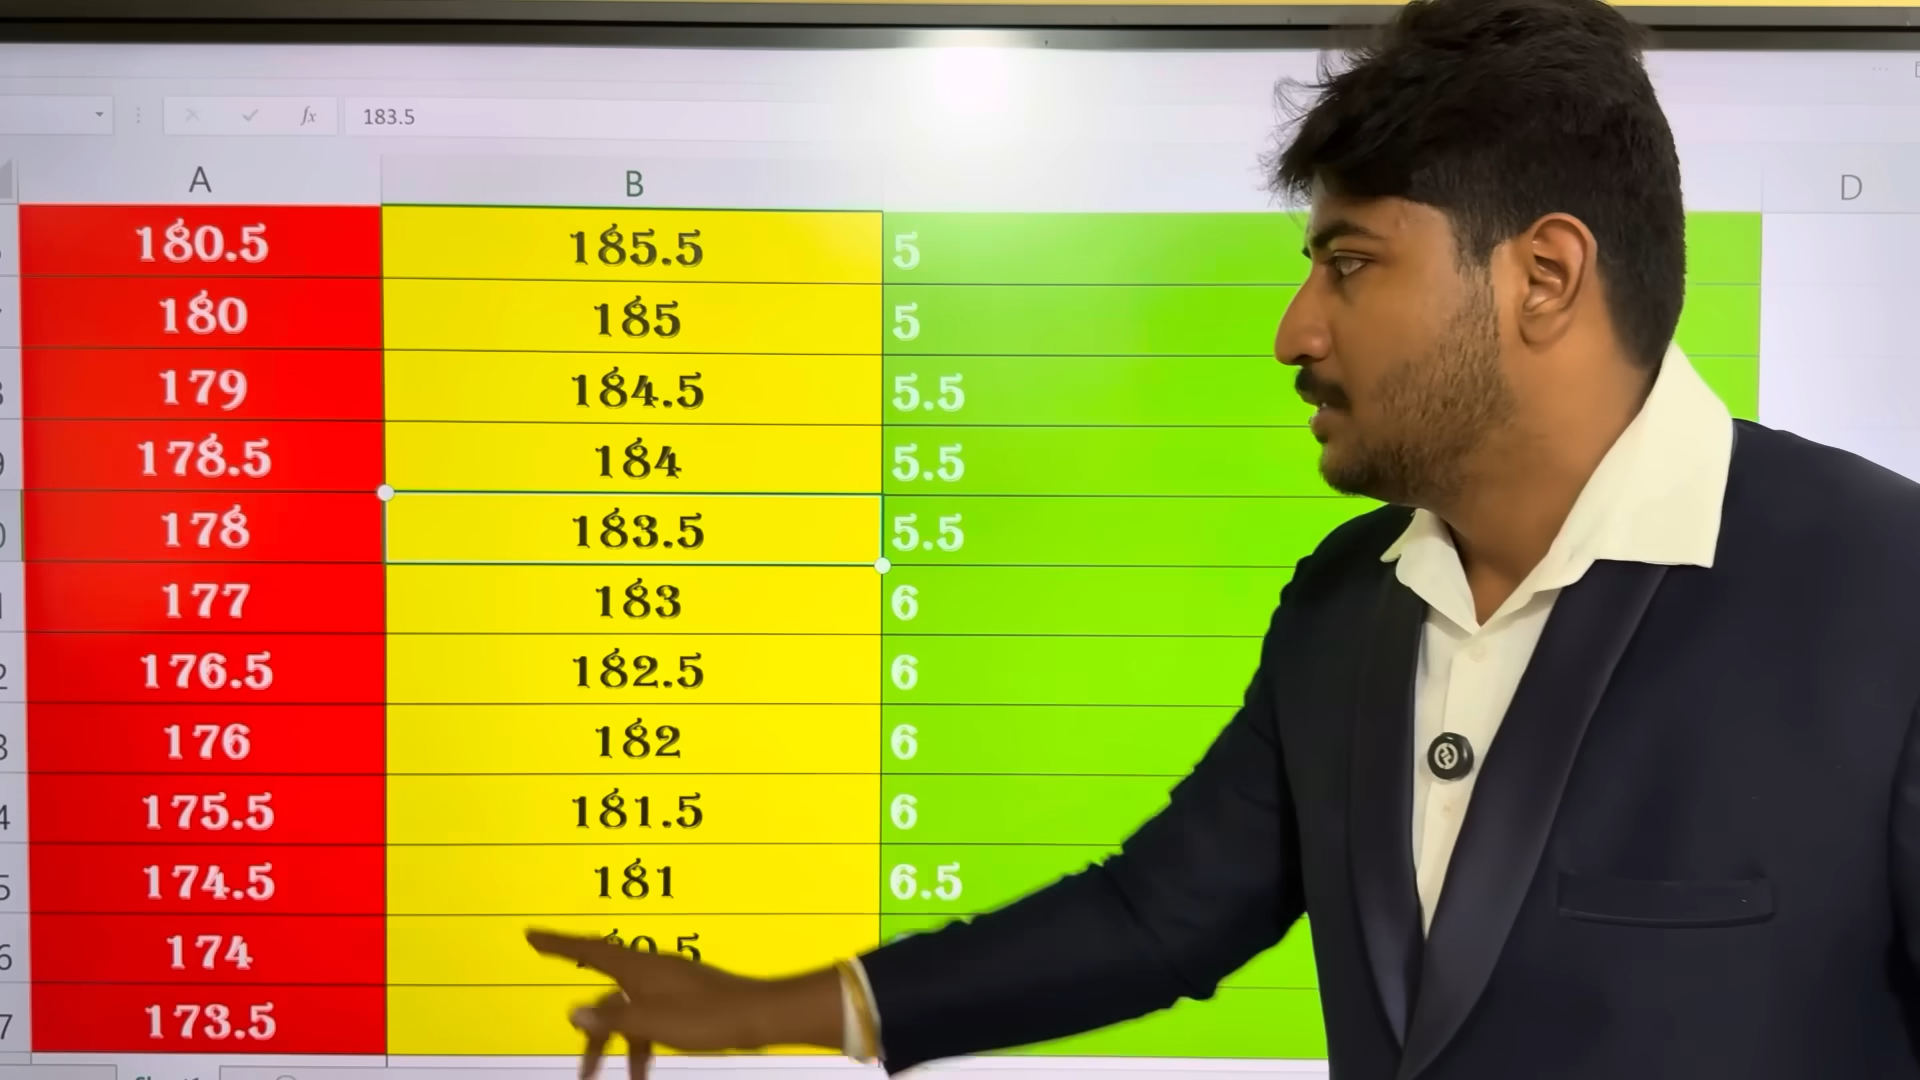 fx 183.5
A B D
180.5 185.5 5
180 185 5
179 184.5 5.5
178.5 184 5.5
178 183.5 5.5
177 183 6
176.5 182.5 6
176 182 6
175.5 181.5 6
174.5 181 6.5
174
173.5